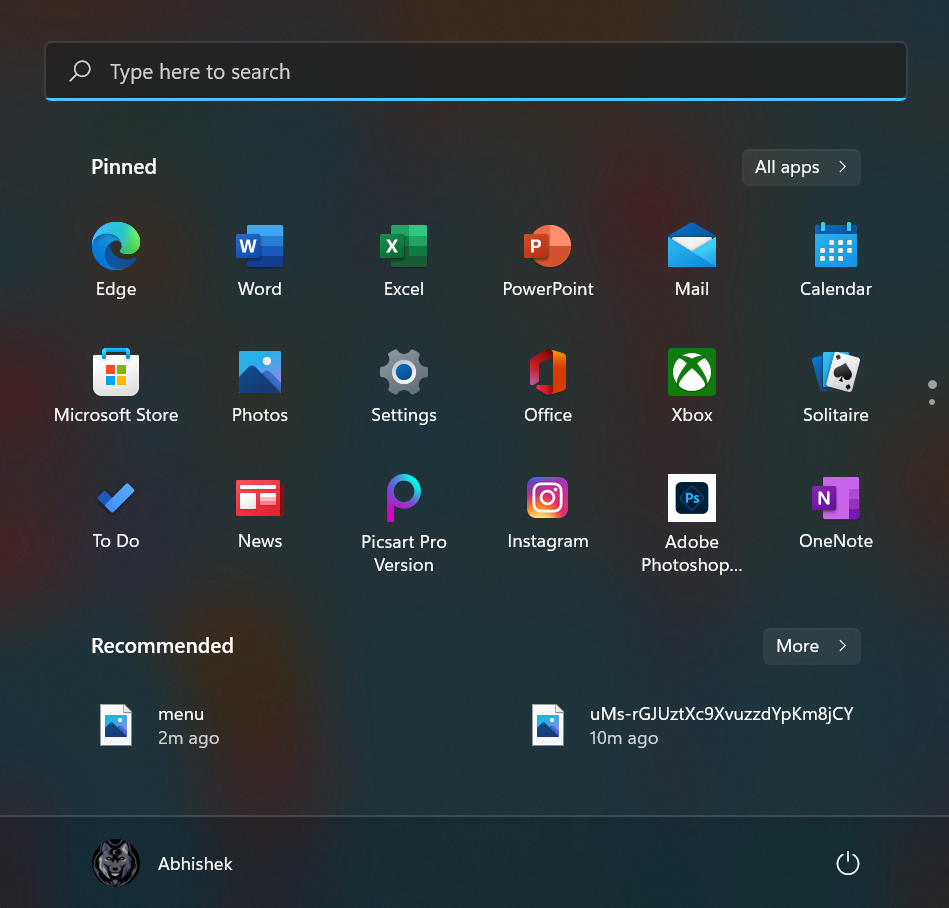 Type here to search
Pinned
All apps
Edge
Word
Excel
PowerPoint
Mail
Calendar
Microsoft Store
Photos
Settings
Office
Xbox
Solitaire
To Do
News
Picsart Pro
Version
Instagram
Adobe
Photoshop...
OneNote
Recommended
More
menu
2m ago
uMs-rGJUztXc9XvuzzdYpKm8jCY
10m ago
Abhishek